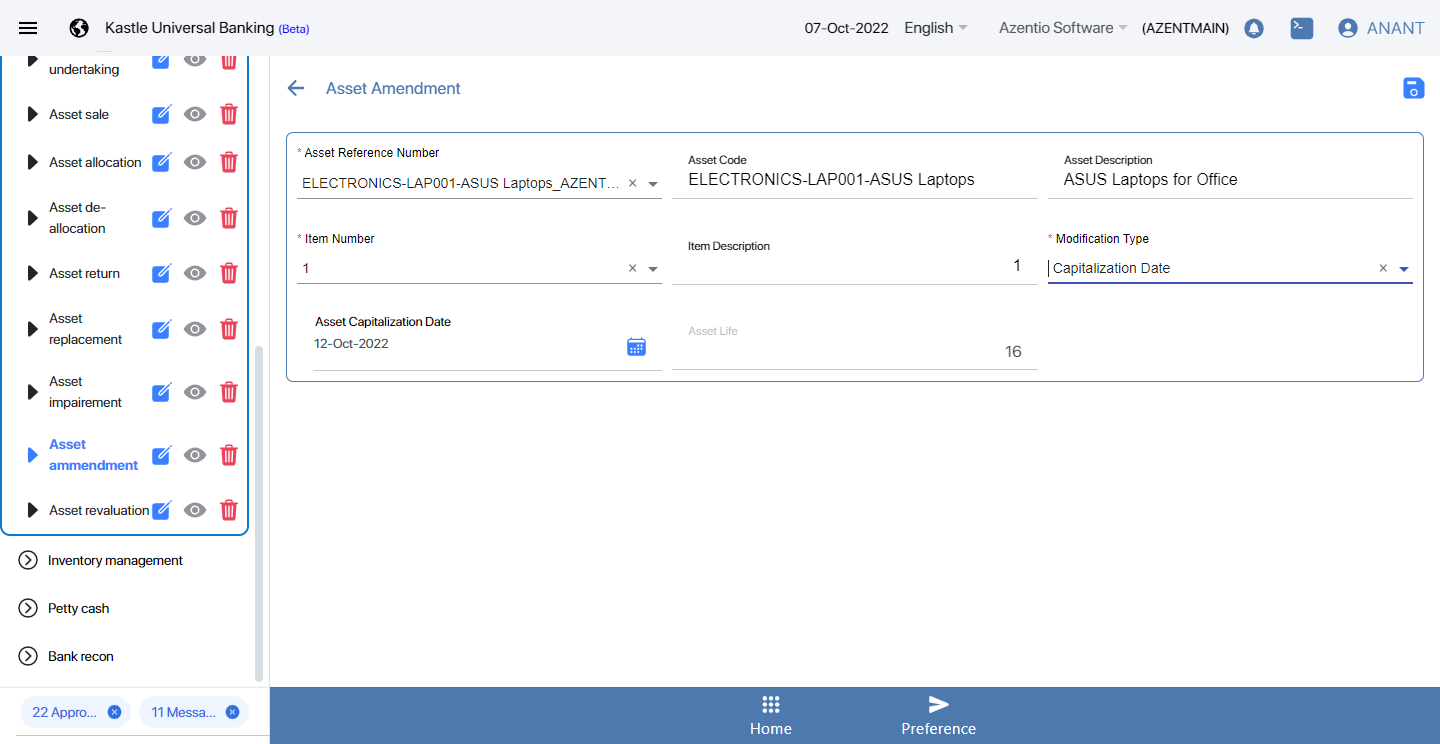 Kastle Universal Banking (Beta)
07-Oct-2022
English
Azentio Software
(AZENTMAIN)
ANANT
undertaking
Asset sale
Asset allocation
Asset de-
allocation
Asset return
Asset
replacement
Asset
impairement
Asset
ammendment
Asset revaluation
Inventory management
Petty cash
Bank recon
22 Appro...
11 Messa...
Asset Amendment
* Asset Reference Number
ELECTRONICS-LAP001-ASUS Laptops_AZENT...
Asset Code
ELECTRONICS-LAP001-ASUS Laptops
Asset Description
ASUS Laptops for Office
* Item Number
1
Item Description
1
* Modification Type
Capitalization Date
Asset Capitalization Date
12-Oct-2022
Asset Life
16
Home
Preference